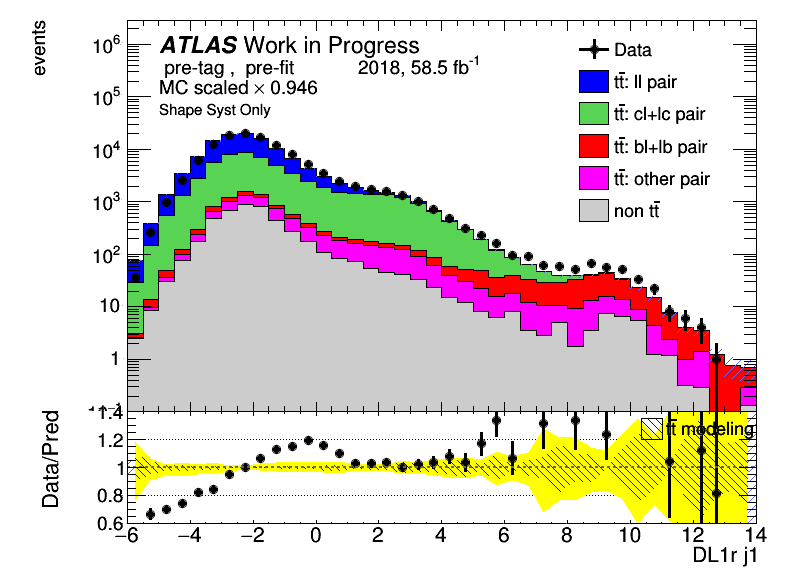 events
10⁶
10⁵
10⁴
10³
10²
10
1
ATLAS Work in Progress
pre-tag , pre-fit 2018, 58.5 fb⁻¹
MC scaled × 0.946
Shape Syst Only
Data
tt̄: ll pair
tt̄: cl+lc pair
tt̄: bl+lb pair
tt̄: other pair
non tt̄
Data/Pred
1.4
1.2
1
0.8
0.6
tt̄ modeling
−6 −4 −2 0 2 4 6 8 10 12 14
DL1r j1